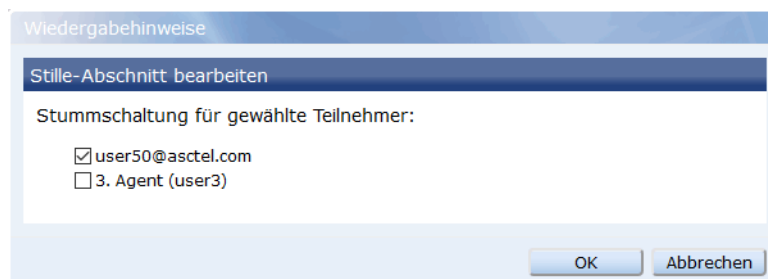 Wiedergabehinweise
Stille-Abschnitt bearbeiten
Stummschaltung für gewählte Teilnehmer:
user50@asctel.com
3. Agent (user3)
OK Abbrechen